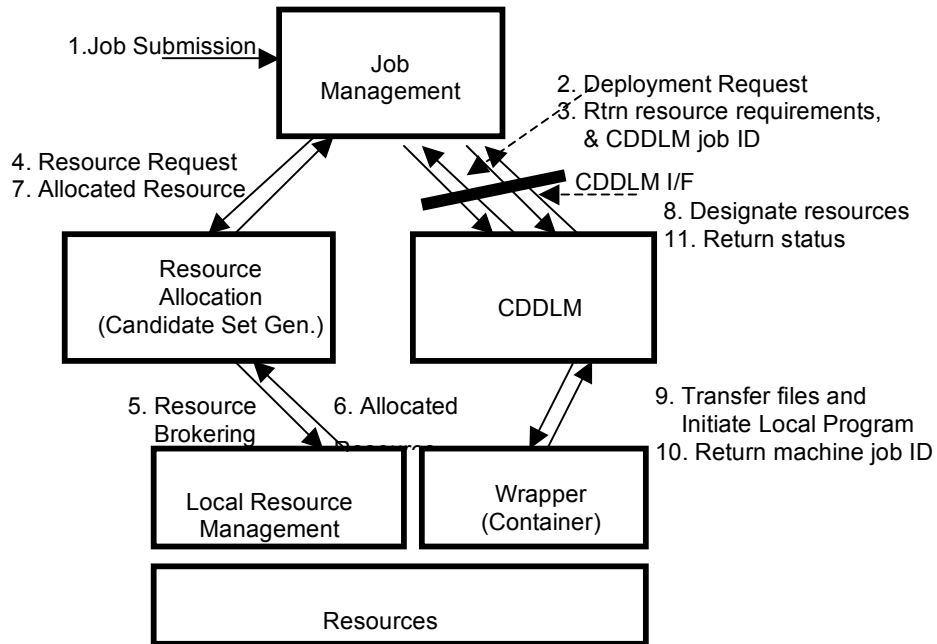 1.Job Submission
Job
Management
2. Deployment Request
3. Rtrn resource requirements,
& CDDLM job ID
4. Resource Request
7. Allocated Resource
CDDLM I/F
8. Designate resources
11. Return status
Resource
Allocation
(Candidate Set Gen.)
CDDLM
5. Resource
Brokering
6. Allocated
Resource
9. Transfer files and
Initiate Local Program
10. Return machine job ID
Local Resource
Management
Wrapper
(Container)
Resources